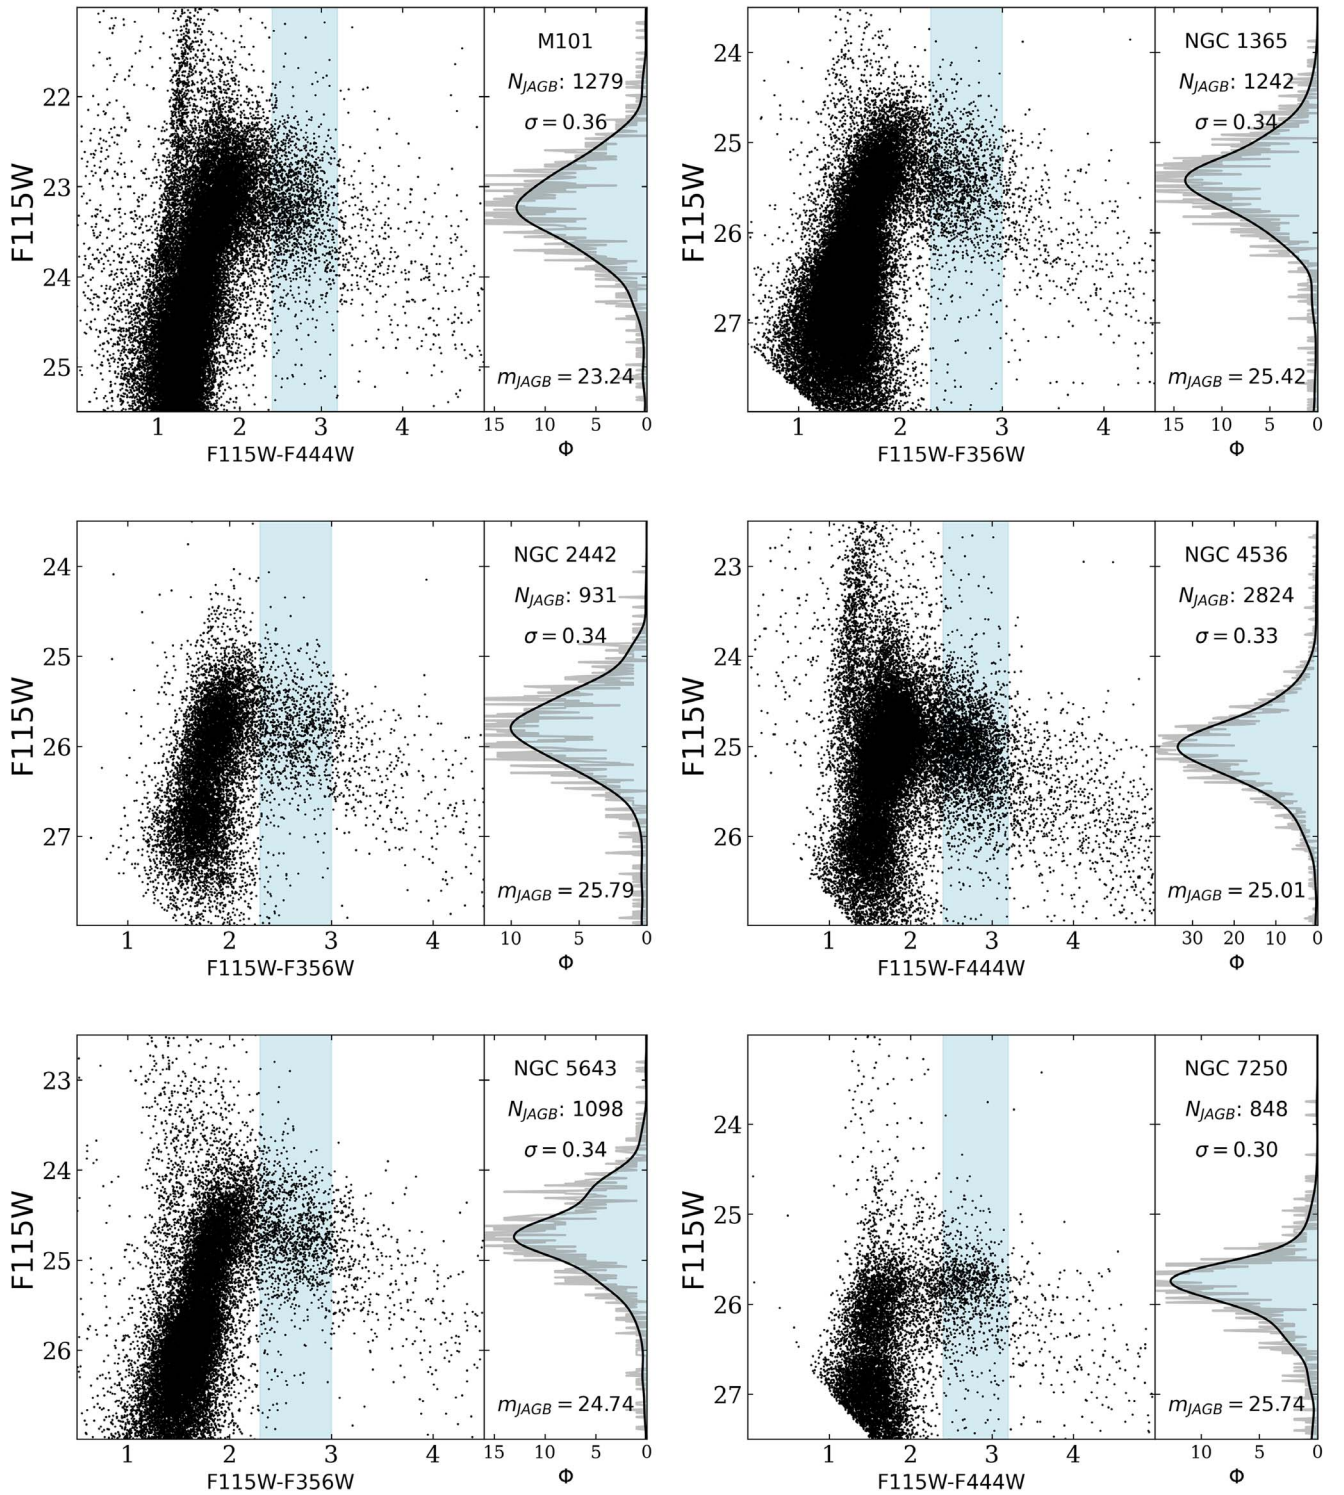 M101
N_JAGB: 1279
σ = 0.36
m_JAGB = 23.24
F115W
22
23
24
25
1 2 3 4
15 10 5 0
F115W-F444W
Φ
NGC 1365
N_JAGB: 1242
σ = 0.34
m_JAGB = 25.42
F115W
24
25
26
27
1 2 3 4
15 10 5 0
F115W-F356W
Φ
NGC 2442
N_JAGB: 931
σ = 0.34
m_JAGB = 25.79
F115W
24
25
26
27
1 2 3 4
10 5 0
F115W-F356W
Φ
NGC 4536
N_JAGB: 2824
σ = 0.33
m_JAGB = 25.01
F115W
23
24
25
26
1 2 3 4
30 20 10 0
F115W-F444W
Φ
NGC 5643
N_JAGB: 1098
σ = 0.34
m_JAGB = 24.74
F115W
23
24
25
26
1 2 3 4
15 10 5 0
F115W-F356W
Φ
NGC 7250
N_JAGB: 848
σ = 0.30
m_JAGB = 25.74
F115W
24
25
26
27
1 2 3 4
15 10 5 0
F115W-F444W
Φ